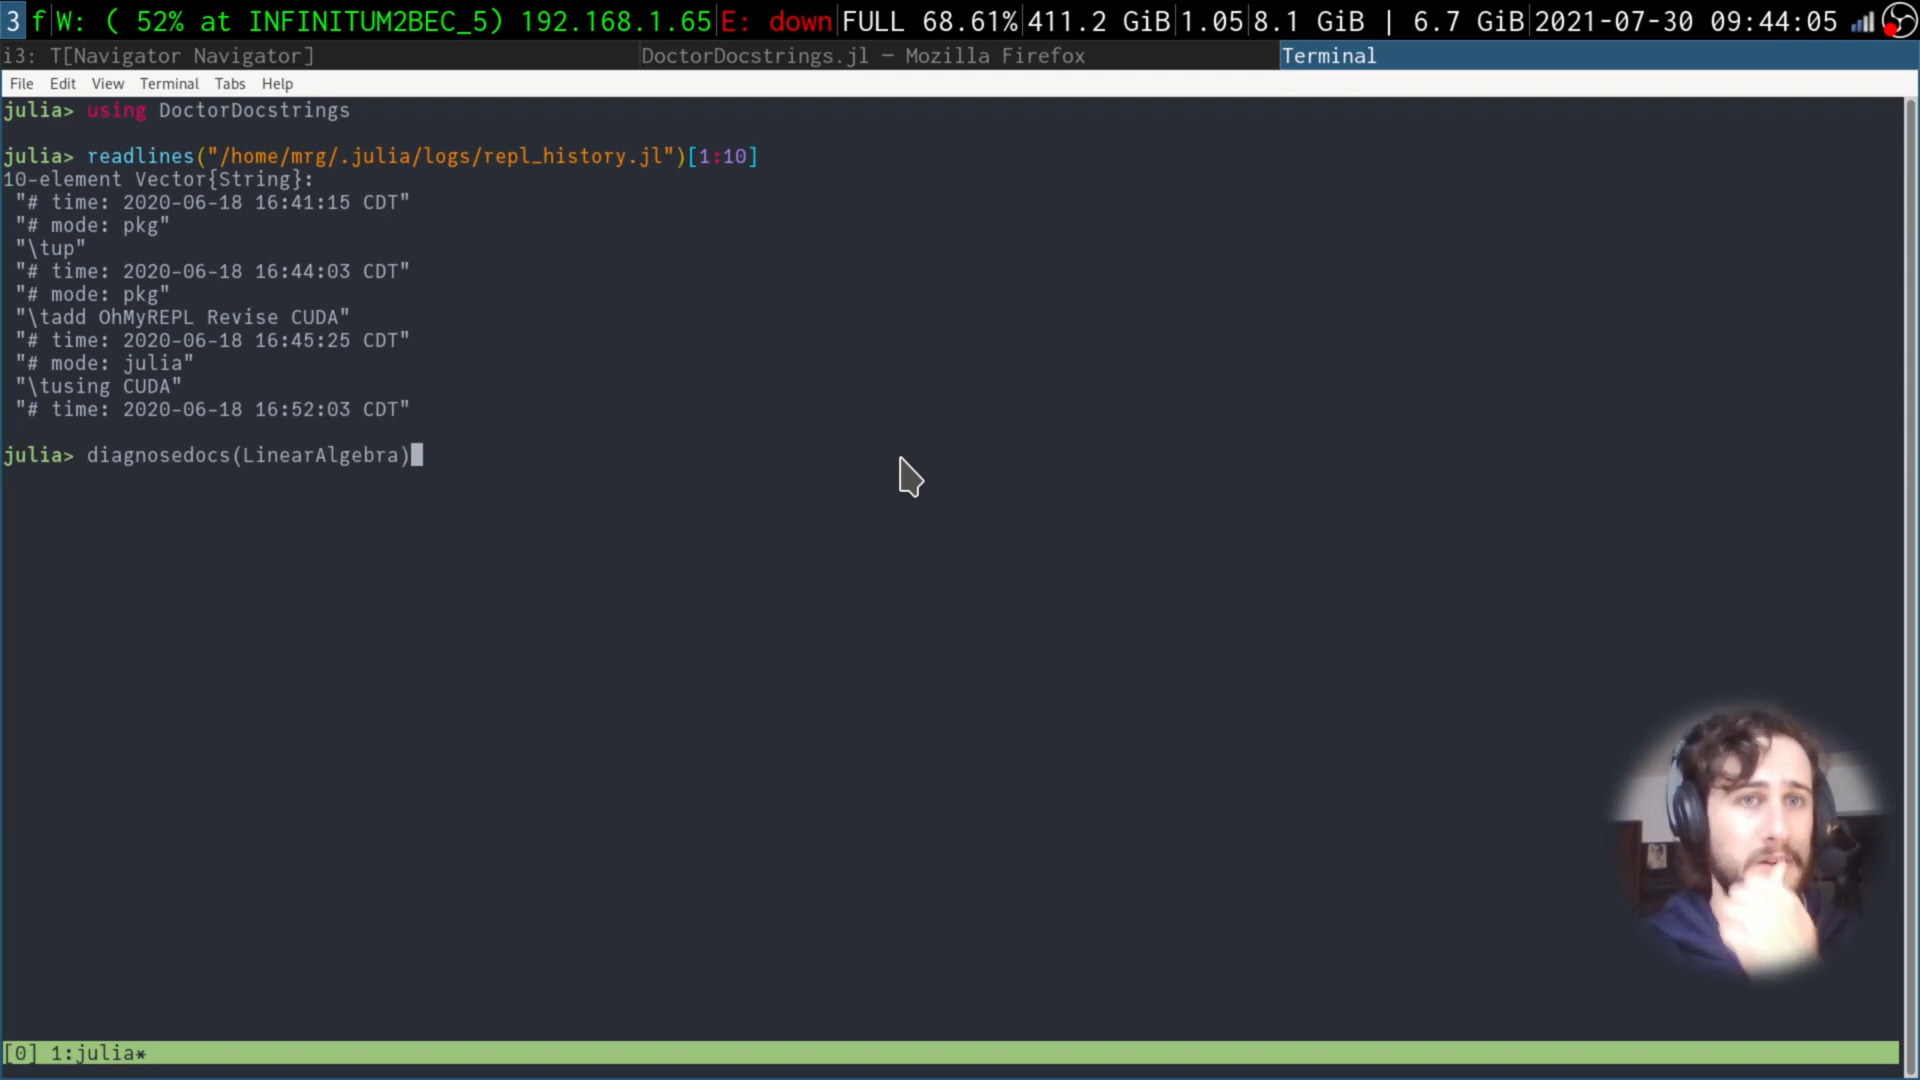 3 f W: ( 52% at INFINITUM2BEC_5) 192.168.1.65 E: down FULL 68.61% 411.2 GiB 1.05 8.1 GiB | 6.7 GiB 2021-07-30 09:44:05
i3: T[Navigator Navigator] DoctorDocstrings.jl — Mozilla Firefox Terminal
File Edit View Terminal Tabs Help
julia> using DoctorDocstrings
julia> readlines("/home/mrg/.julia/logs/repl_history.jl")[1:10]
10-element Vector{String}:
"# time: 2020-06-18 16:41:15 CDT"
"# mode: pkg"
"\tup"
"# time: 2020-06-18 16:44:03 CDT"
"# mode: pkg"
"\tadd OhMyREPL Revise CUDA"
"# time: 2020-06-18 16:45:25 CDT"
"# mode: julia"
"\tusing CUDA"
"# time: 2020-06-18 16:52:03 CDT"
julia> diagnosedocs(LinearAlgebra)
[0] 1:julia*